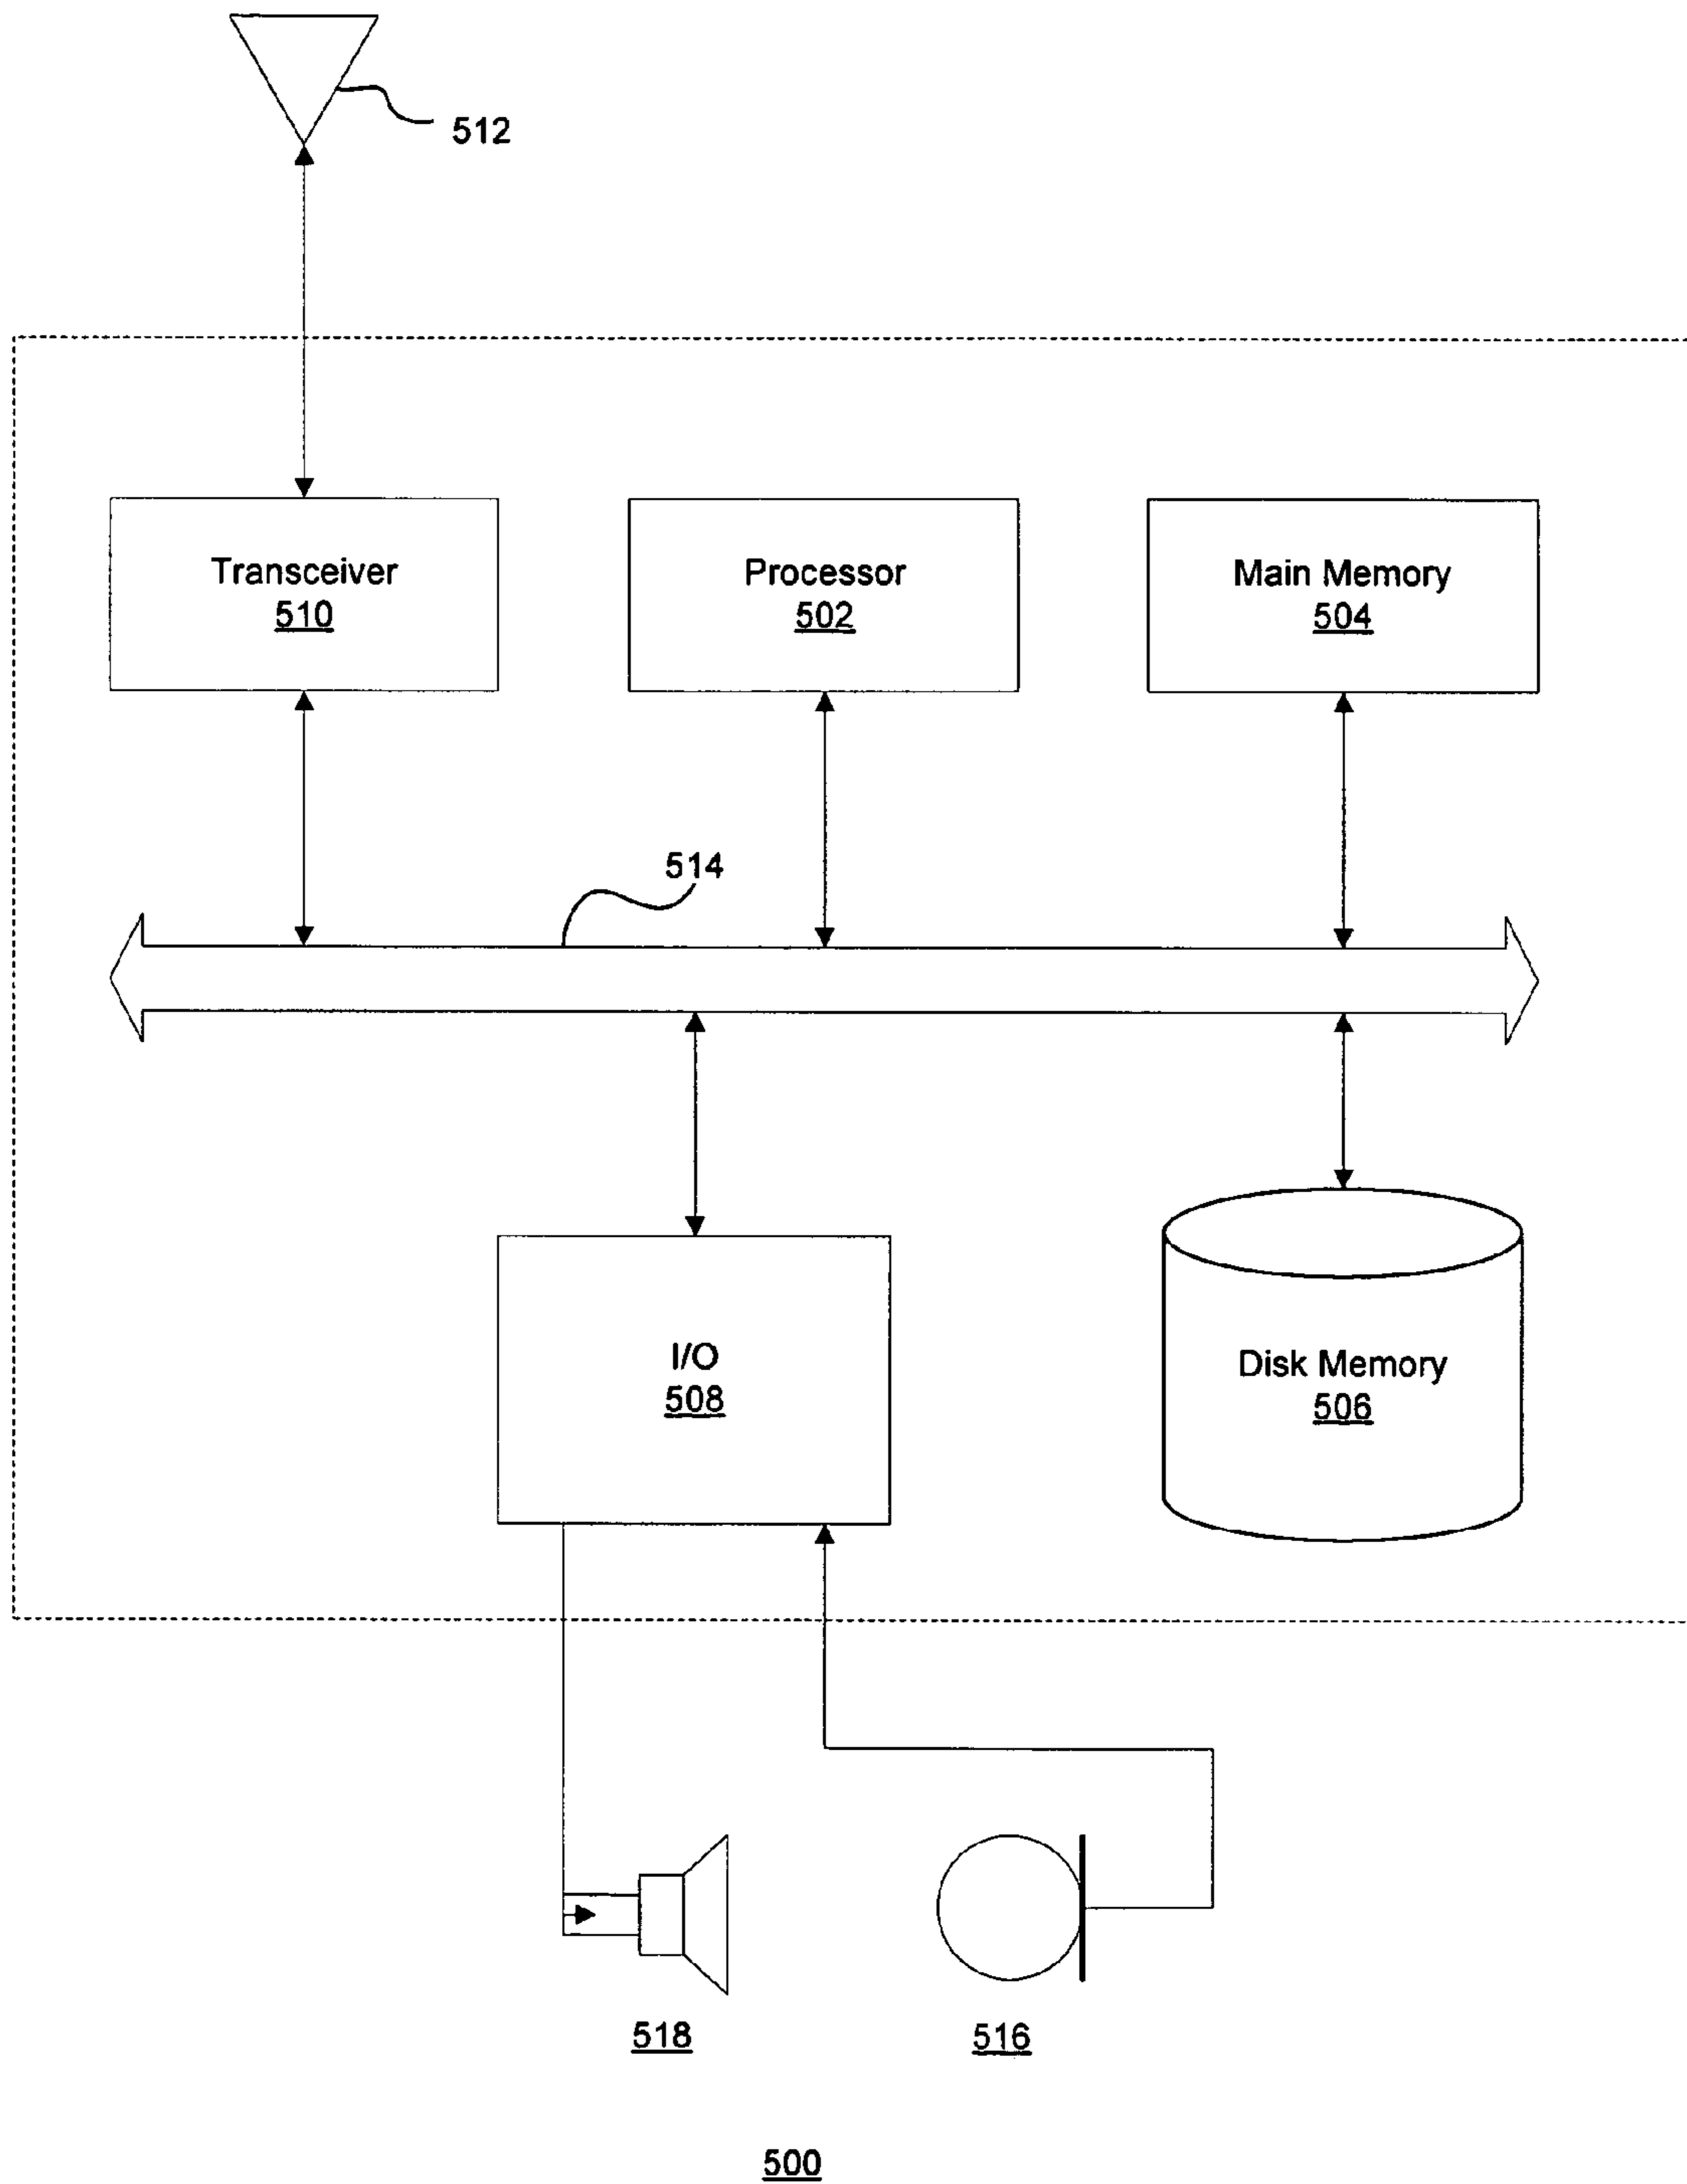 512
Transceiver
510
Processor
502
Main Memory
504
514
I/O
508
Disk Memory
506
518
516
500